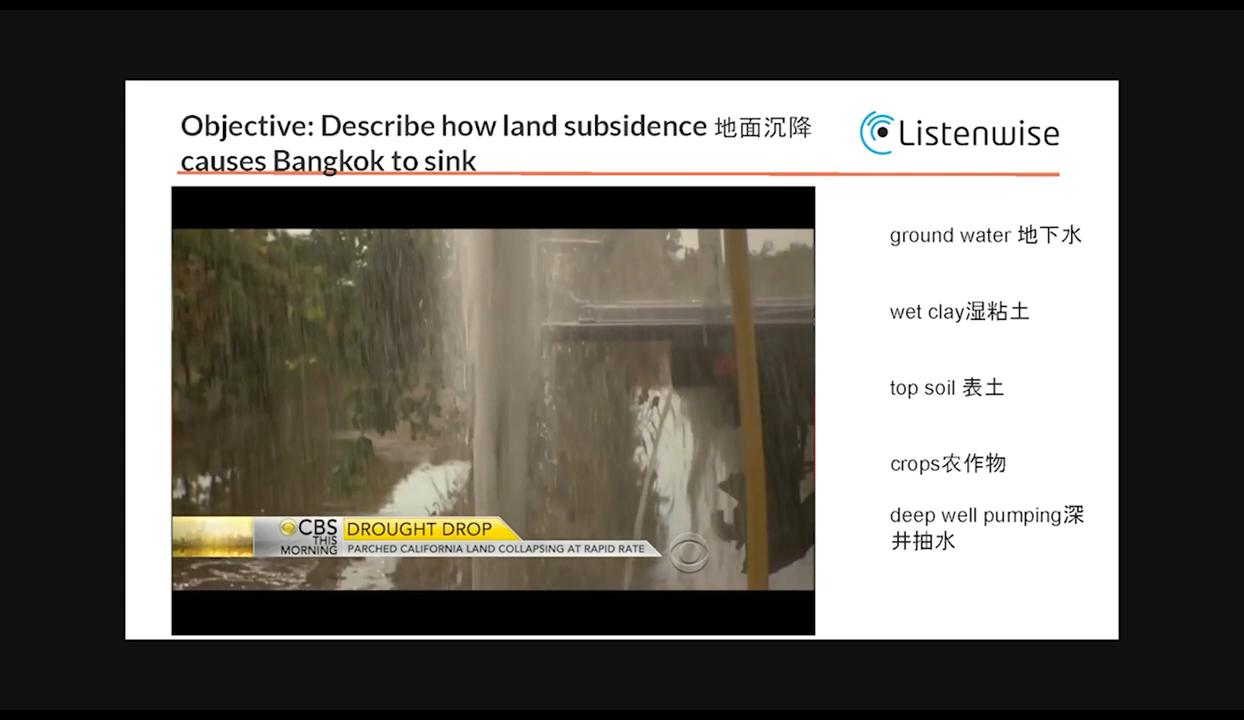 Objective: Describe how land subsidence 地面沉降
causes Bangkok to sink
Listenwise
ground water 地下水
wet clay湿粘土
top soil 表土
crops农作物
deep well pumping深
井抽水
CBS
THIS
MORNING
DROUGHT DROP
PARCHED CALIFORNIA LAND COLLAPSING AT RAPID RATE